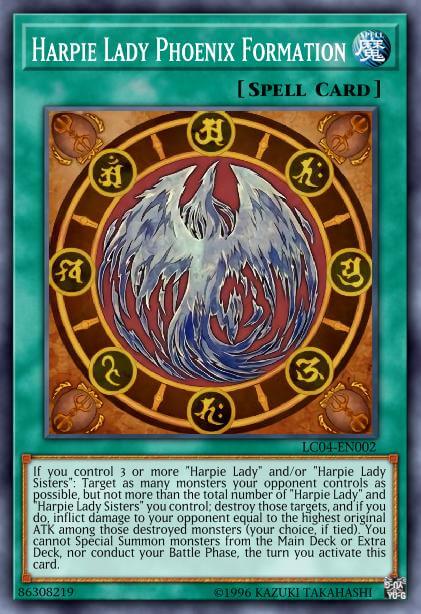 HARPIE LADY PHOENIX FORMATION
[SPELL CARD]
LC04-EN002
If you control 3 or more "Harpie Lady" and/or "Harpie Lady
Sisters": Target as many monsters your opponent controls as
possible, but not more than the total number of "Harpie Lady" and
"Harpie Lady Sisters" you control; destroy those targets, and if you
do, inflict damage to your opponent equal to the highest original
ATK among those destroyed monsters (your choice, if tied). You
cannot Special Summon monsters from the Main Deck or Extra
Deck, nor conduct your Battle Phase, the turn you activate this
card.
86308219
©1996 KAZUKI TAKAHASHI